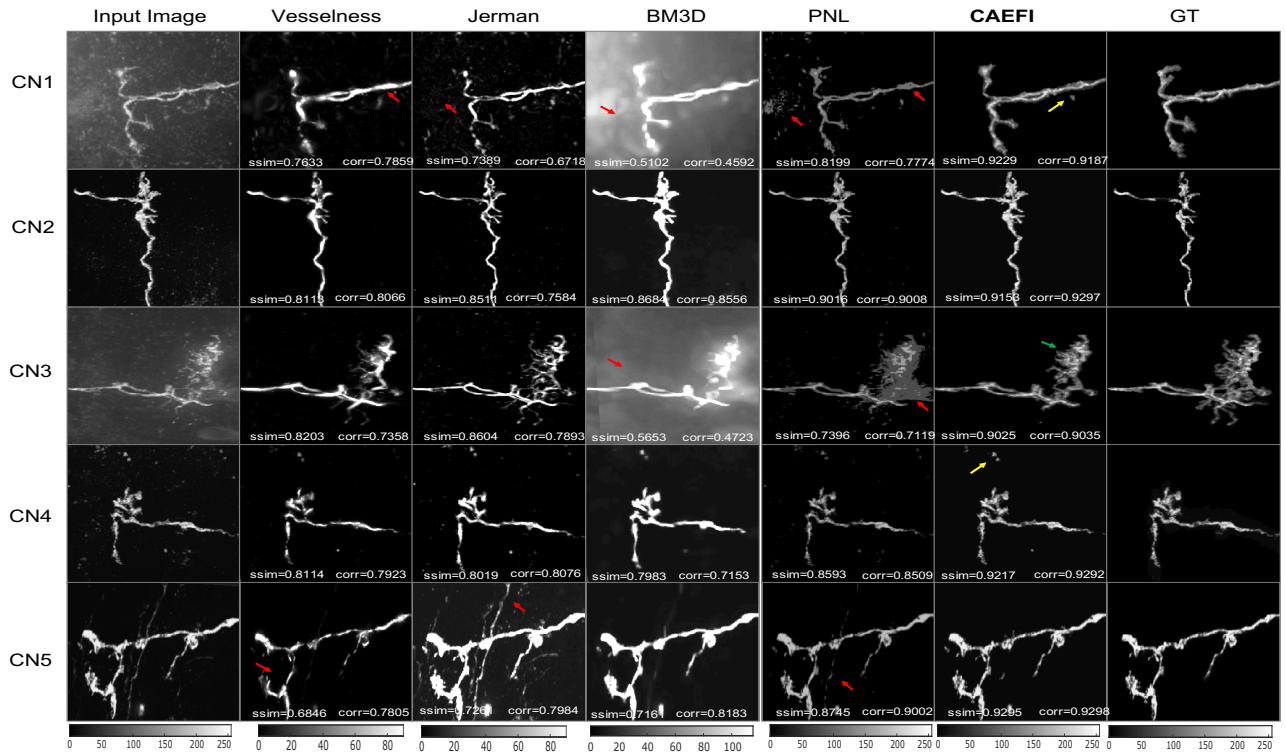 Input Image Vesselness Jerman BM3D PNL CAEFI GT
CN1
ssim=0.7633 corr=0.7859 ssim=0.7389 corr=0.6718 ssim=0.5102 corr=0.4592 ssim=0.8199 corr=0.7774 ssim=0.9229 corr=0.9187
CN2
ssim=0.8113 corr=0.8066 ssim=0.8511 corr=0.7584 ssim=0.8684 corr=0.8556 ssim=0.9016 corr=0.9008 ssim=0.9153 corr=0.9297
CN3
ssim=0.8203 corr=0.7358 ssim=0.8604 corr=0.7893 ssim=0.5653 corr=0.4723 ssim=0.7396 corr=0.7119 ssim=0.9025 corr=0.9035
CN4
ssim=0.8114 corr=0.7923 ssim=0.8019 corr=0.8076 ssim=0.7983 corr=0.7153 ssim=0.8593 corr=0.8509 ssim=0.9217 corr=0.9292
CN5
ssim=0.6846 corr=0.7805 corr=0.7984 ssim=0.7161 corr=0.8183 ssim=0.8745 corr=0.9002 ssim=0.9295 corr=0.9298
0 50 100 150 200 250 0 20 40 60 80 0 20 40 60 80 0 20 40 60 80 100 0 50 100 150 200 250 0 50 100 150 200 250 0 50 100 150 200 250